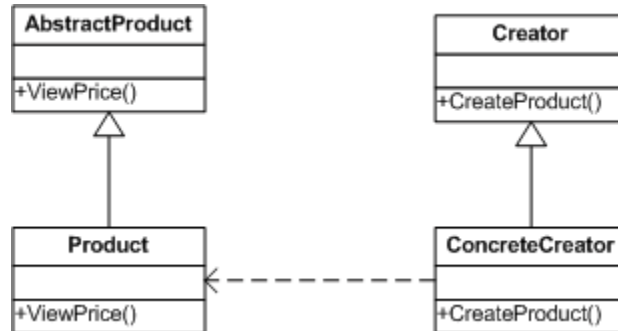 AbstractProduct
+ViewPrice()
Creator
+CreateProduct()
Product
+ViewPrice()
ConcreteCreator
+CreateProduct()